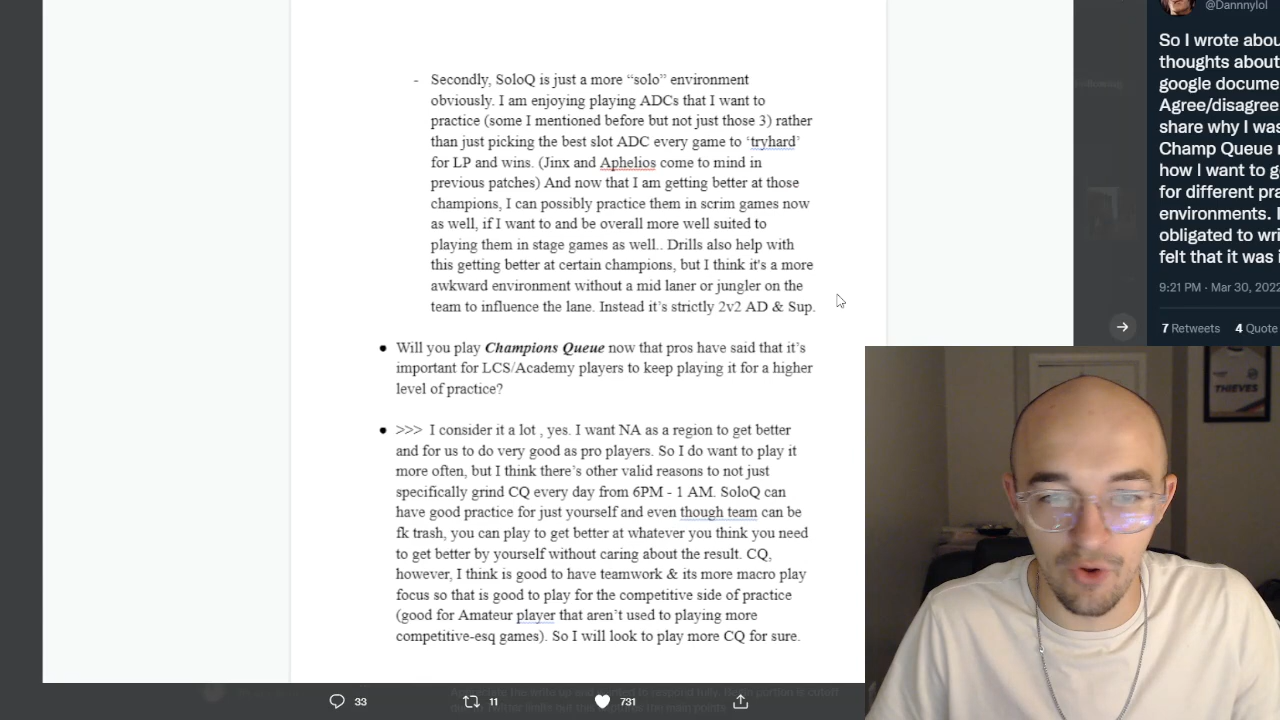 - Secondly, SoloQ is just a more “solo” environment
obviously. I am enjoying playing ADCs that I want to
practice (some I mentioned before but not just those 3) rather
than just picking the best slot ADC every game to ‘tryhard’
for LP and wins. (Jinx and Aphelios come to mind in
previous patches) And now that I am getting better at those
champions, I can possibly practice them in scrim games now
as well, if I want to and be overall more well suited to
playing them in stage games as well.. Drills also help with
this getting better at certain champions, but I think it's a more
awkward environment without a mid laner or jungler on the
team to influence the lane. Instead it’s strictly 2v2 AD & Sup.
● Will you play Champions Queue now that pros have said that it’s
important for LCS/Academy players to keep playing it for a higher
level of practice?
● >>> I consider it a lot , yes. I want NA as a region to get better
and for us to do very good as pro players. So I do want to play it
more often, but I think there’s other valid reasons to not just
specifically grind CQ every day from 6PM - 1 AM. SoloQ can
have good practice for just yourself and even though team can be
fk trash, you can play to get better at whatever you think you need
to get better by yourself without caring about the result. CQ,
however, I think is good to have teamwork & its more macro play
focus so that is good to play for the competitive side of practice
(good for Amateur player that aren’t used to playing more
competitive-esq games). So I will look to play more CQ for sure.
33 11 731
@Dannnylol
So I wrote abou
thoughts about
google docume
Agree/disagree
share why I was
Champ Queue
how I want to g
for different pra
environments. I
obligated to wri
felt that it was i
9:21 PM · Mar 30, 2022
7 Retweets 4 Quote
THIEVES